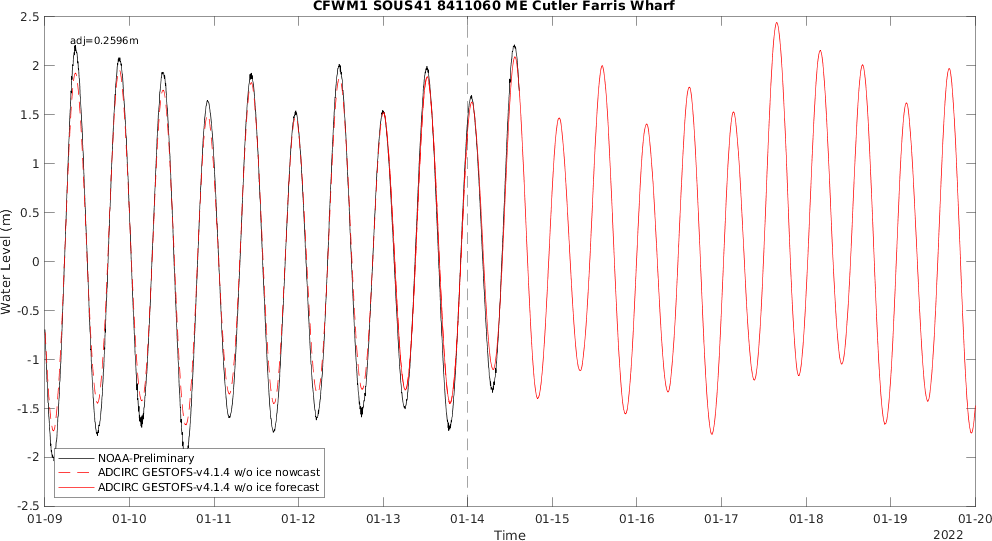 CFWM1 SOUS41 8411060 ME Cutler Farris Wharf
adj=0.2596m
2.5
2
1.5
1
0.5
0
-0.5
-1
-1.5
-2
-2.5
Water Level (m)
NOAA-Preliminary
ADCIRC GESTOFS-v4.1.4 w/o ice nowcast
ADCIRC GESTOFS-v4.1.4 w/o ice forecast
01-09 01-10 01-11 01-12 01-13 01-14 01-15 01-16 01-17 01-18 01-19 01-20
Time
2022